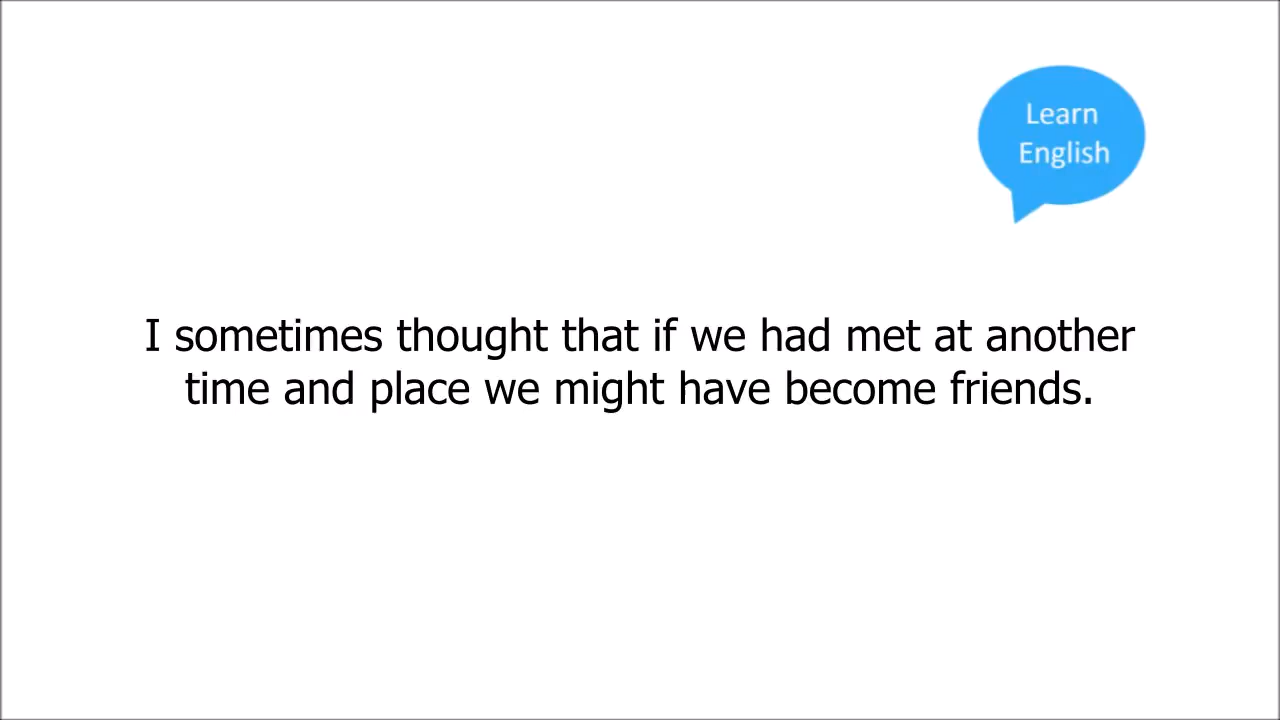 Learn
English
I sometimes thought that if we had met at another
time and place we might have become friends.